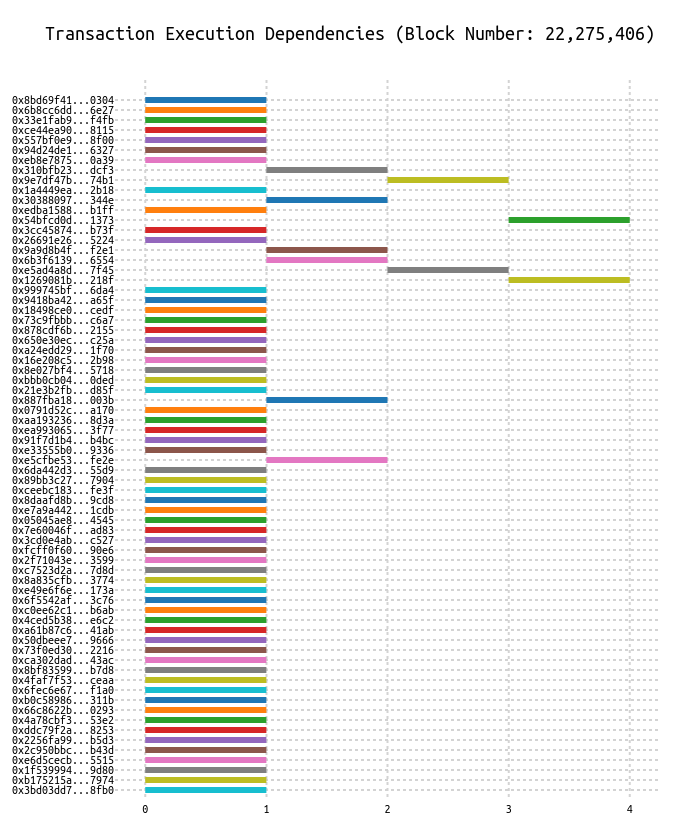 Transaction Execution Dependencies (Block Number: 22,275,406)
0x8bd69f41...0304
0x6b8cc6dd...6e27
0x33e1fab9...f4fb
0xce44ea90...8115
0x557bf0e9...8f00
0x94d24de1...6327
0xeb8e7875...0a39
0x310bfb23...dcf3
0x9e7df47b...74b1
0x1a4449ea...2b18
0x30388097...344e
0xedba1588...b1ff
0x54bfcd0d...1373
0x3cc45874...b73f
0x26691e26...5224
0x9a9d8b4f...f2e1
0x6b3f6139...6554
0xe5ad4a8d...7f45
0x1269081b...218f
0x999745bf...6da4
0x9418ba42...a65f
0x18498ce0...cedf
0x73c9fbbb...c6a7
0x878cdf6b...2155
0x650e30ec...c25a
0xa24edd29...1f70
0x16e208c5...2b98
0x8e027bf4...5718
0xbbb0cb04...0ded
0x21e3b2fb...d85f
0x887fba18...003b
0x0791d52c...a170
0xaa193236...8d3a
0xea993065...3f77
0x91f7d1b4...b4bc
0xe33555b0...9336
0xe5cfbe53...fe2e
0x6da442d3...55d9
0x89bb3c27...7904
0xceebc183...fe3f
0x8daafd8b...9cd8
0xe7a9a442...1cdb
0x05045ae8...4545
0x7e60046f...ad83
0x3cd0e4ab...c527
0xfcff0f60...90e6
0x2f71043e...3599
0xc7523d2a...7d8d
0x8a835cfb...3774
0xe49e6f6e...173a
0x6f5542af...3c76
0xc0ee62c1...b6ab
0x4ced5b38...e6c2
0xa61b87c6...41ab
0x50dbeee7...9666
0x73f0ed30...2216
0xca302dad...43ac
0x8bf83599...b7d8
0x4faf7f53...ceaa
0x6fec6e67...f1a0
0xb0c58986...311b
0x66c8622b...0293
0x4a78cbf3...53e2
0xddc79f2a...8253
0x2256fa99...b5d3
0x2c950bbc...b43d
0xe6d5cecb...5515
0x1f539994...9d80
0xb175215a...7974
0x3bd03dd7...8fb0
0 1 2 3 4